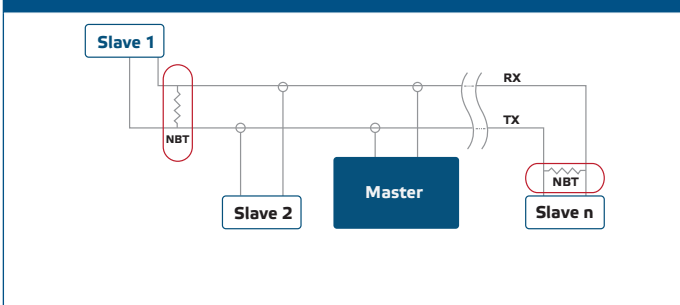 Slave 1
RX
TX
NBT
NBT
Master
Slave 2
Slave n